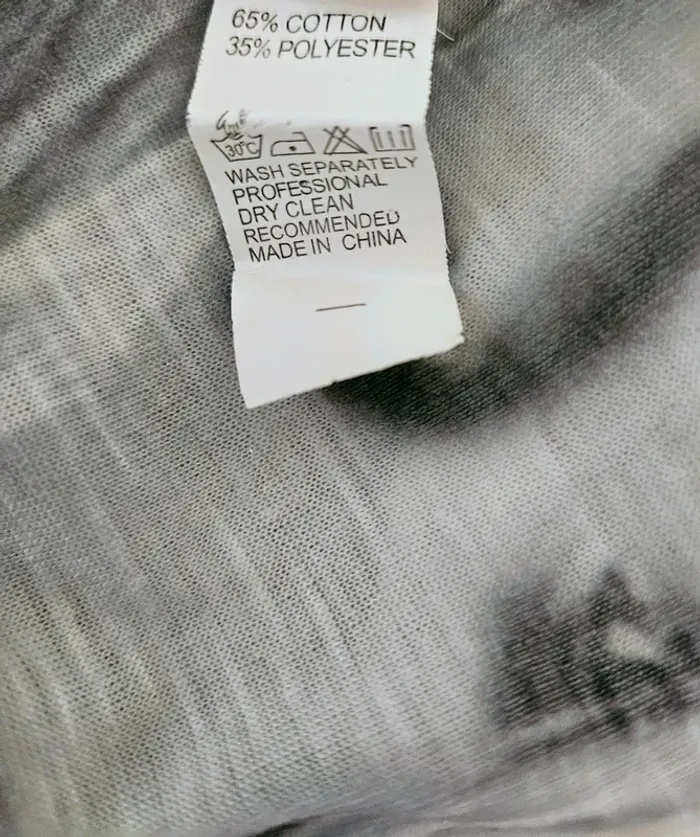 65% COTTON
35% POLYESTER
30°C
WASH SEPARATELY
PROFESSIONAL
DRY CLEAN
RECOMMENDED
MADE IN CHINA